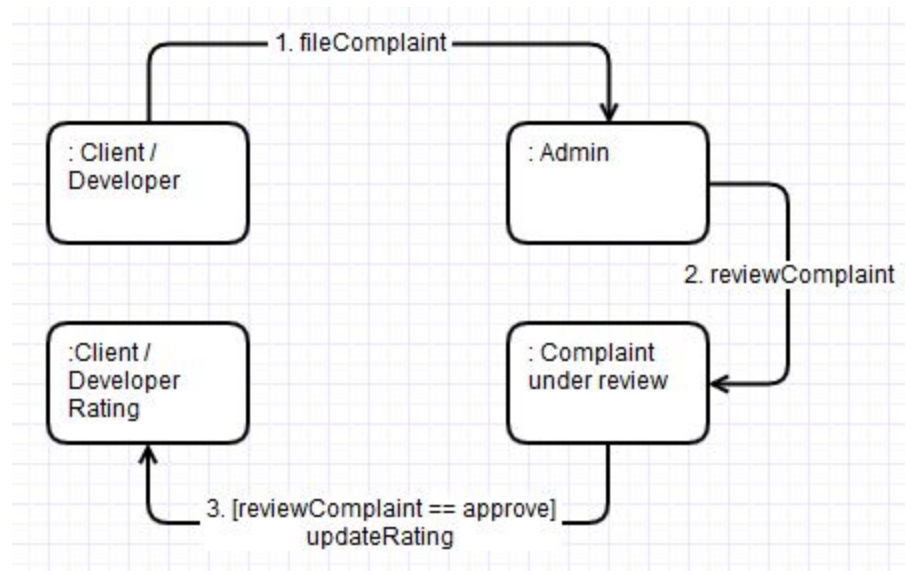 1. fileComplaint
: Client /
Developer
: Admin
2. reviewComplaint
:Client /
Developer
Rating
: Complaint
under review
3. [reviewComplaint == approve]
updateRating